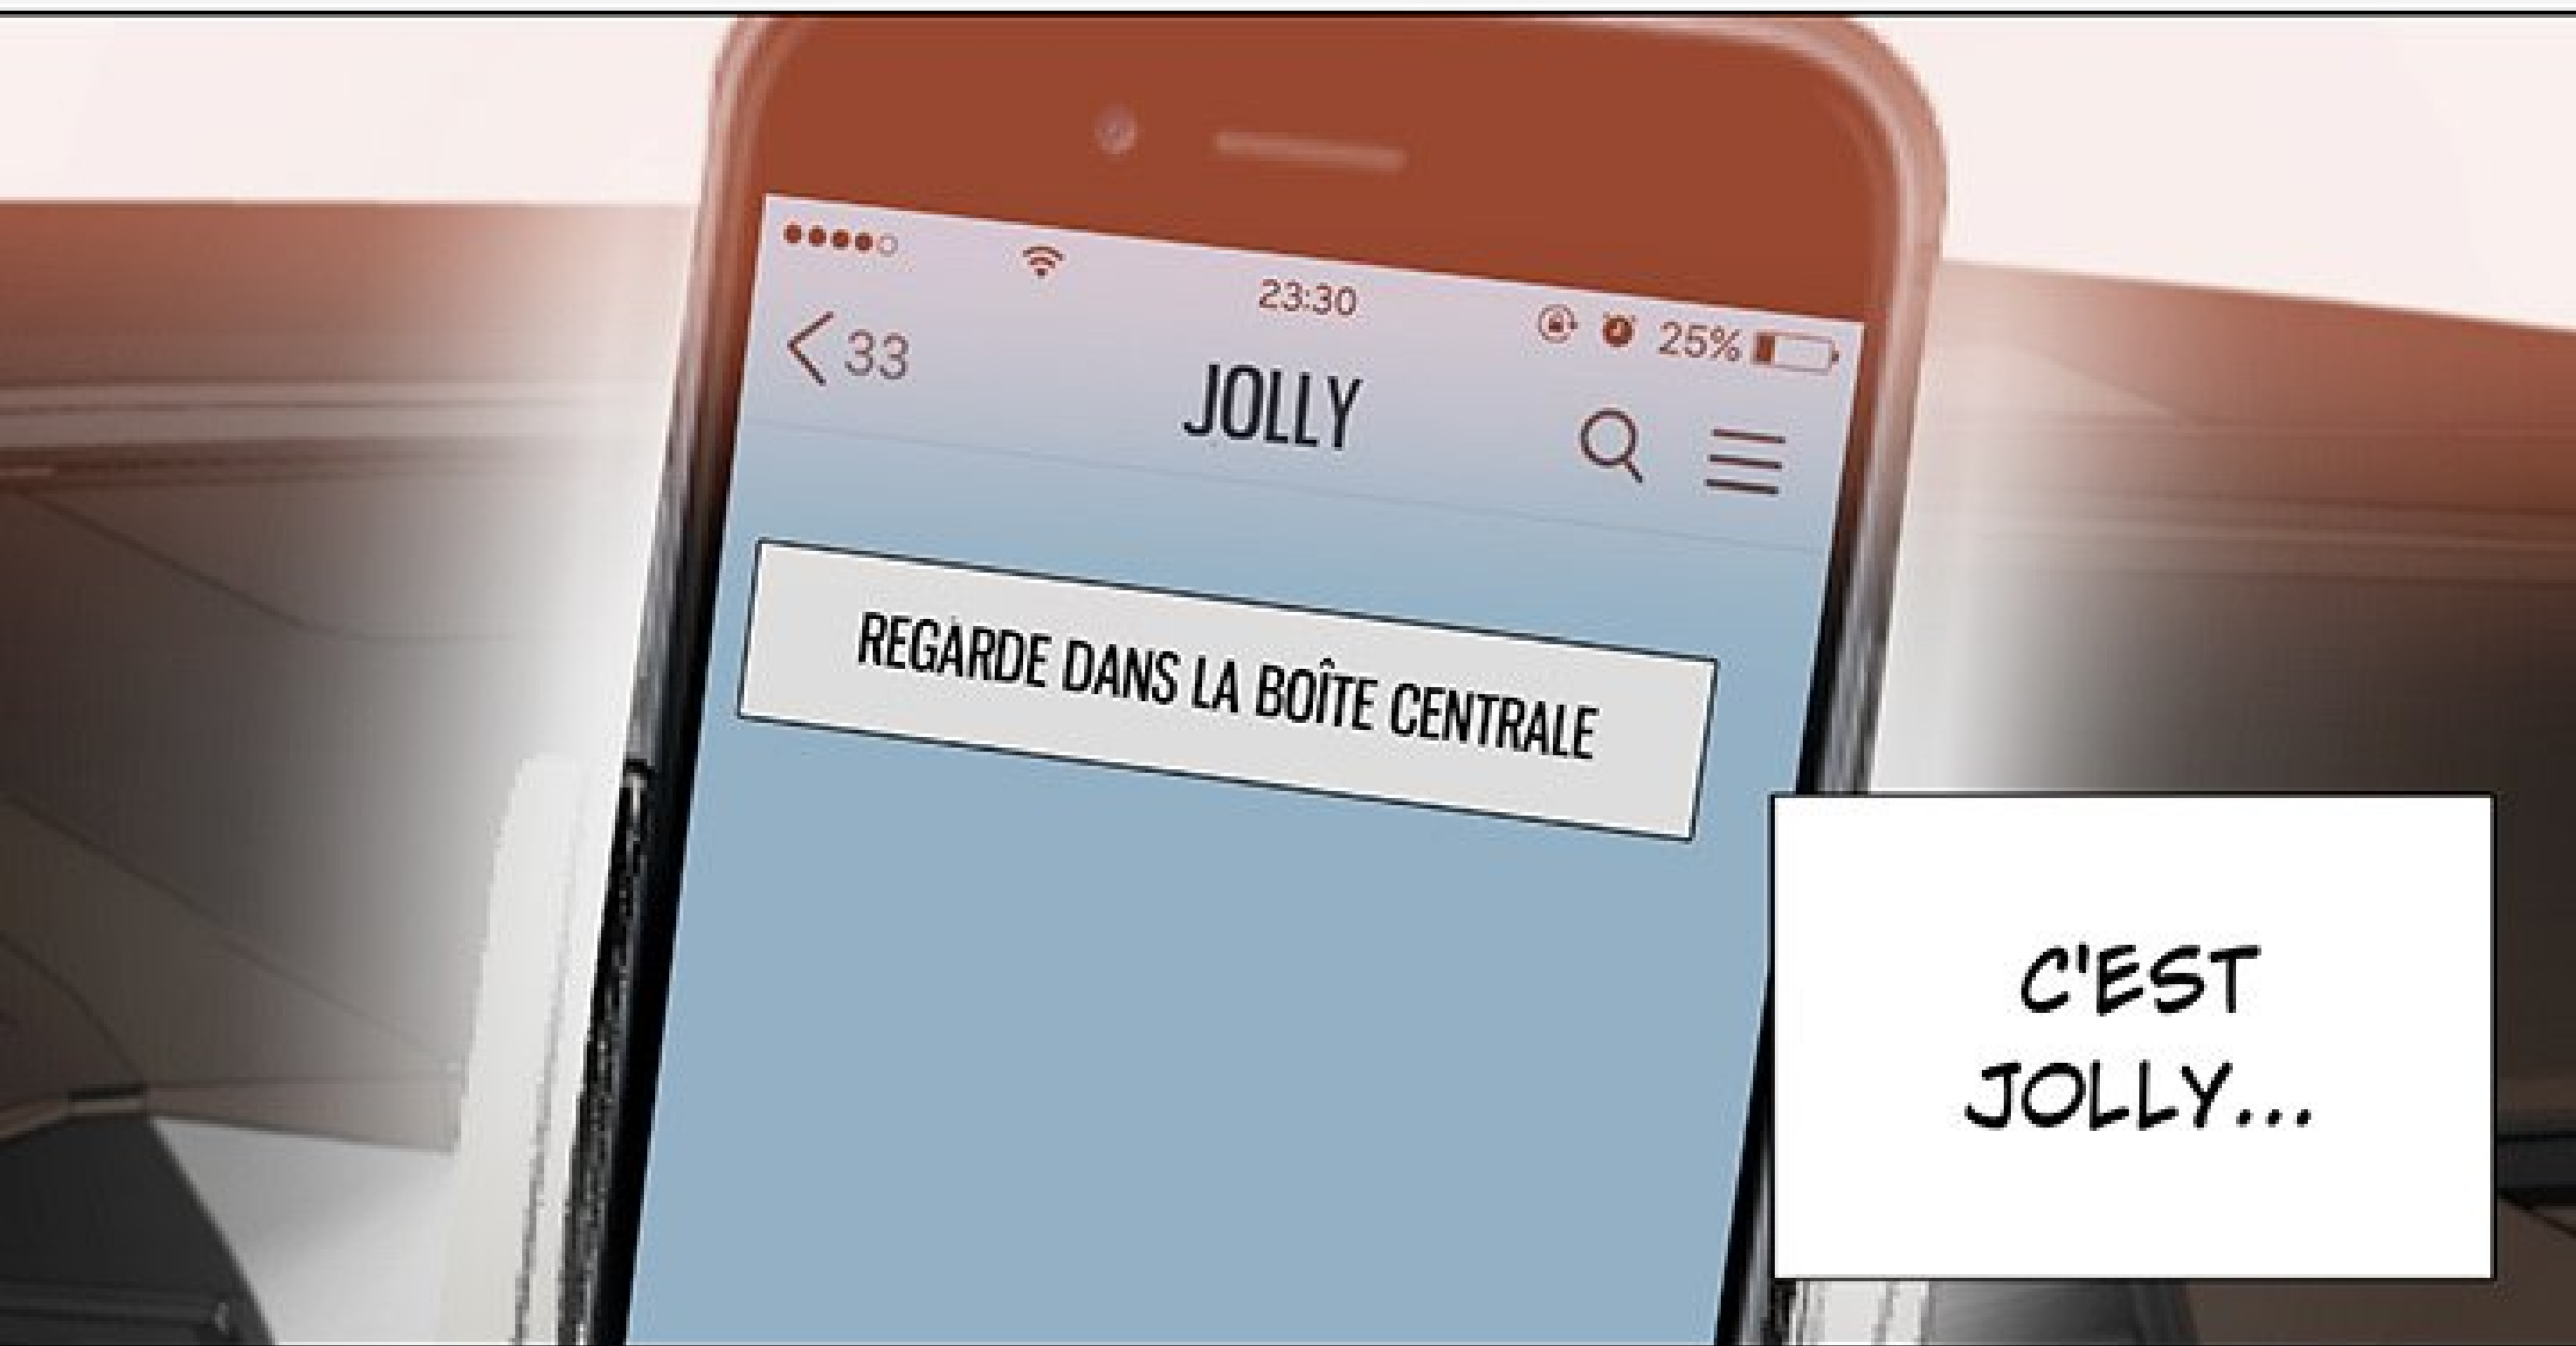 23:30
25%
33
JOLLY
REGARDE DANS LA BOÎTE CENTRALE
C'EST
JOLLY...